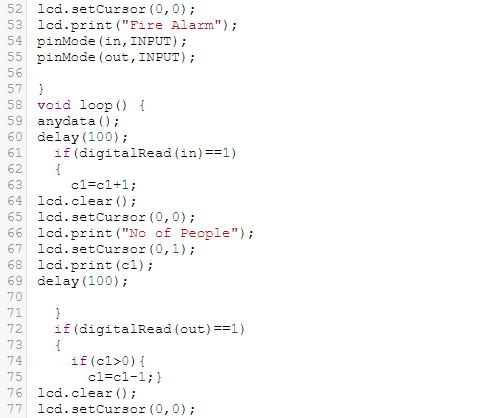 52 lcd.setCursor(0,0);
53 lcd.print("Fire Alarm");
54 pinMode(in,INPUT);
55 pinMode(out,INPUT);
56
57 }
58 void loop() {
59 anydata();
60 delay(100);
61   if(digitalRead(in)==1)
62   {
63     c1=c1+1;
64 lcd.clear();
65 lcd.setCursor(0,0);
66 lcd.print("No of People");
67 lcd.setCursor(0,1);
68 lcd.print(c1);
69 delay(100);
70
71   }
72   if(digitalRead(out)==1)
73   {
74     if(c1>0){
75       c1=c1-1;}
76 lcd.clear();
77 lcd.setCursor(0,0);